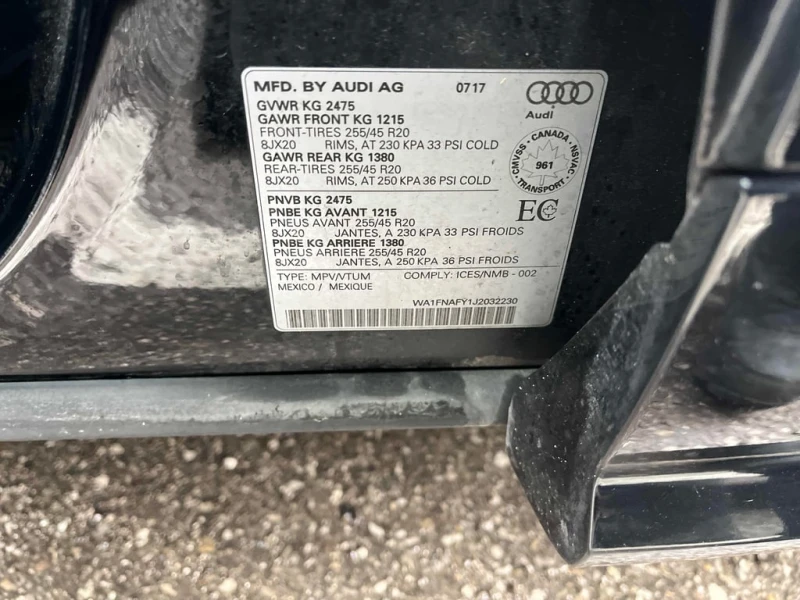 MFD. BY AUDI AG 07 17
GVWR KG 2475
GAWR FRONT KG 1215
FRONT-TIRES 255/45 R20
8JX20 RIMS, AT 230 KPA 33 PSI COLD
GAWR REAR KG 1380
REAR-TIRES 255/45 R20
8JX20 RIMS, AT 250 KPA 36 PSI COLD
Audi
CMVSS - CANADA - NSVAC
961
TRANSPORT
PNVB KG 2475
PNBE KG AVANT 1215
PNEUS AVANT 255/45 R20
8JX20 JANTES, A 230 KPA 33 PSI FROIDS
PNBE KG ARRIERE 1380
PNEUS ARRIERE 255/45 R20
8JX20 JANTES, A 250 KPA 36 PSI FROIDS
EC
TYPE: MPV/VTUM COMPLY: ICES/NMB - 002
MEXICO / MEXIQUE
WA1FNAFY1J2032230